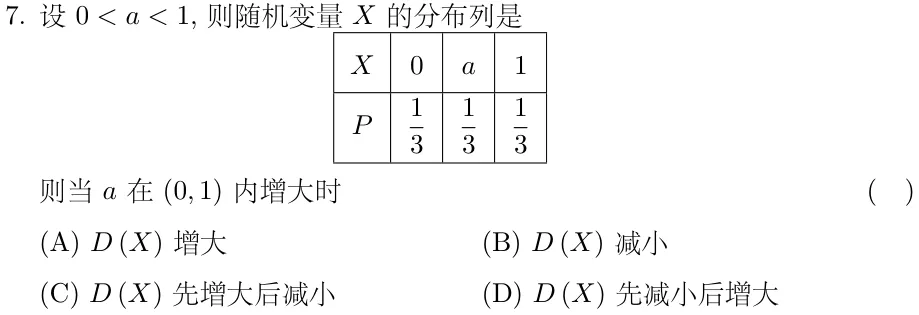 7. 设 0 < a < 1, 则随机变量 X 的分布列是
X 0 a 1
P 1/3 1/3 1/3
则当 a 在 (0, 1) 内增大时 ( )
(A) D (X) 增大 (B) D (X) 减小
(C) D (X) 先增大后减小 (D) D (X) 先减小后增大